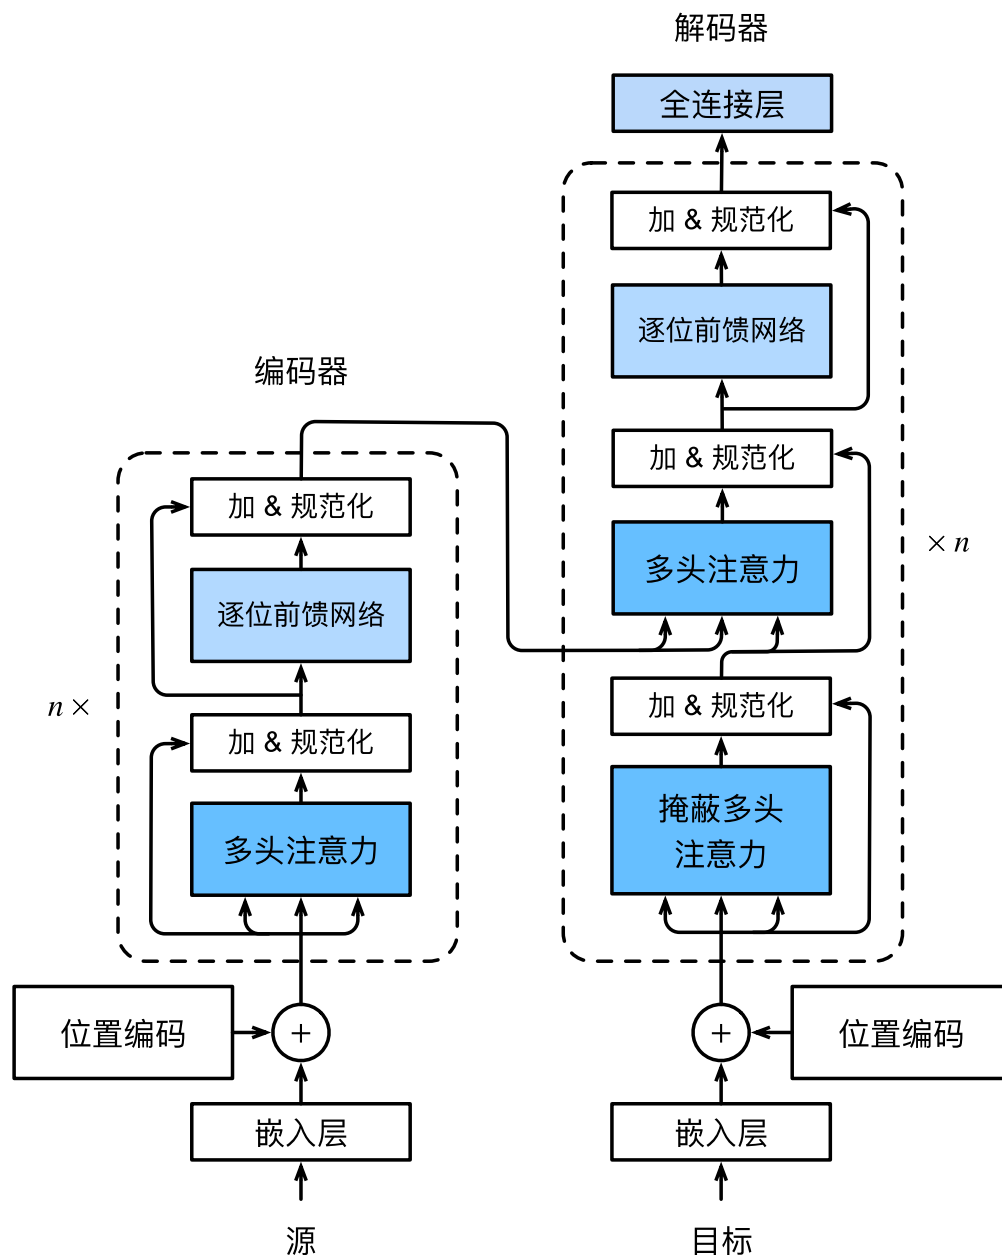 解码器
全连接层
加 & 规范化
逐位前馈网络
加 & 规范化
多头注意力
加 & 规范化
掩蔽多头
注意力
× n
位置编码
嵌入层
目标
编码器
加 & 规范化
逐位前馈网络
加 & 规范化
多头注意力
n ×
位置编码
+
嵌入层
源
+